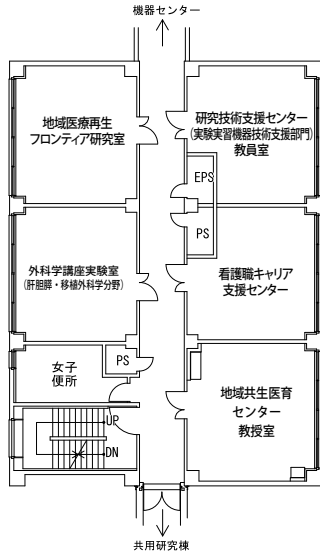 機器センター
地域医療再生
フロンティア研究室
研究技術支援センター
(実験実習機器技術支援部門)
教員室
EPS
PS
外科学講座実験室
(肝胆膵・移植外科学分野)
看護職キャリア
支援センター
女子
便所
PS
地域共生医育
センター
教授室
UP
DN
共用研究棟